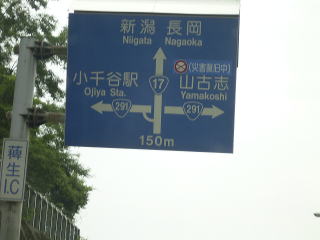 新潟 長岡
Niigata Nagaoka
17
(災害復旧中)
小千谷駅
Ojiya Sta.
山古志
Yamakoshi
291
291
150m
薭生
I.C